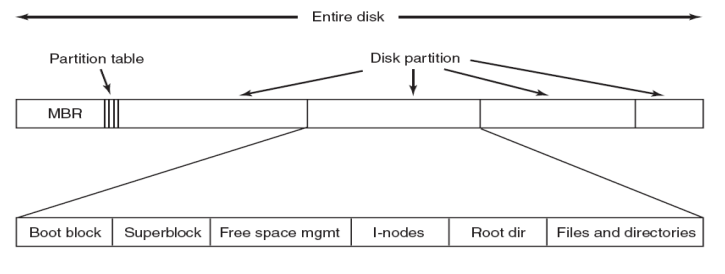 Entire disk
Partition table
Disk partition
MBR
Boot block
Superblock
Free space mgmt
I-nodes
Root dir
Files and directories